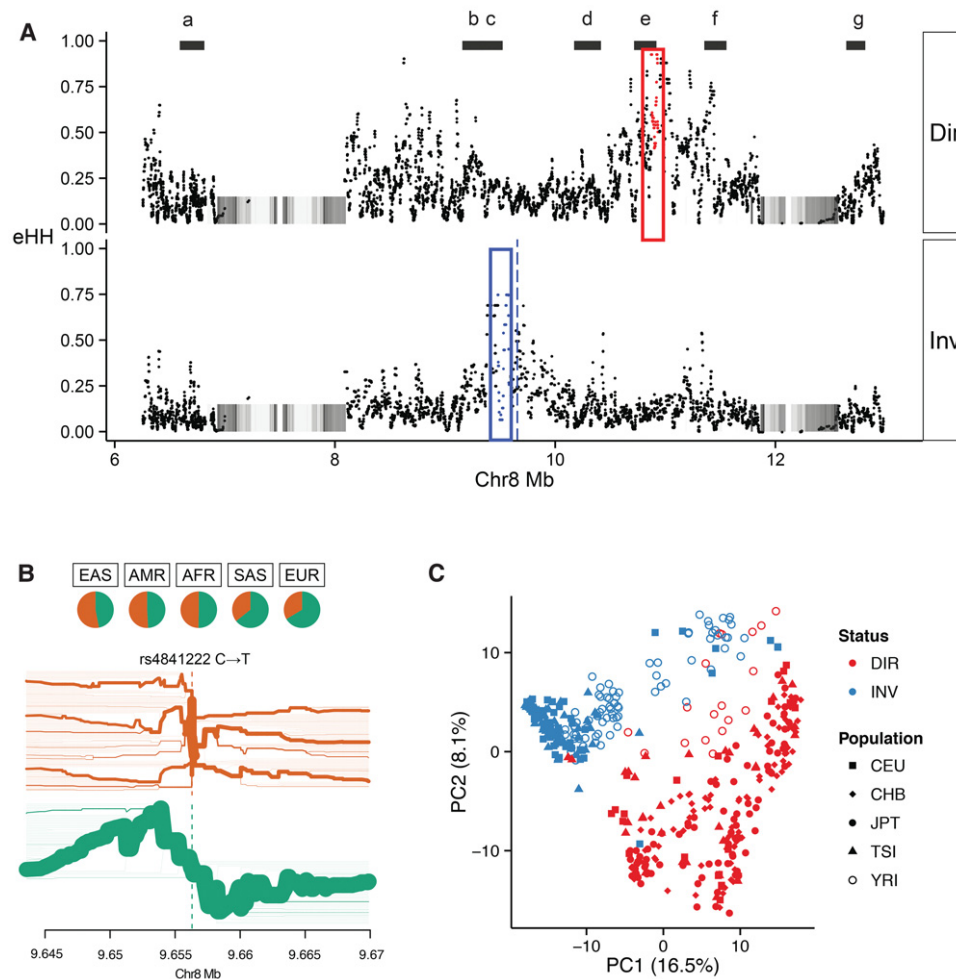 A
a
b
c
d
e
f
g
1.00
0.75
0.50
0.25
0.00
Dir
eHH
1.00
0.75
0.50
0.25
0.00
Inv
6
8
10
12
Chr8 Mb
B
EAS
AMR
AFR
SAS
EUR
rs4841222 C→T
9.645
9.65
9.655
9.66
9.665
9.67
Chr8 Mb
C
10
0
−10
PC2 (8.1%)
−10
0
10
PC1 (16.5%)
Status
DIR
INV
Population
CEU
CHB
JPT
TSI
YRI